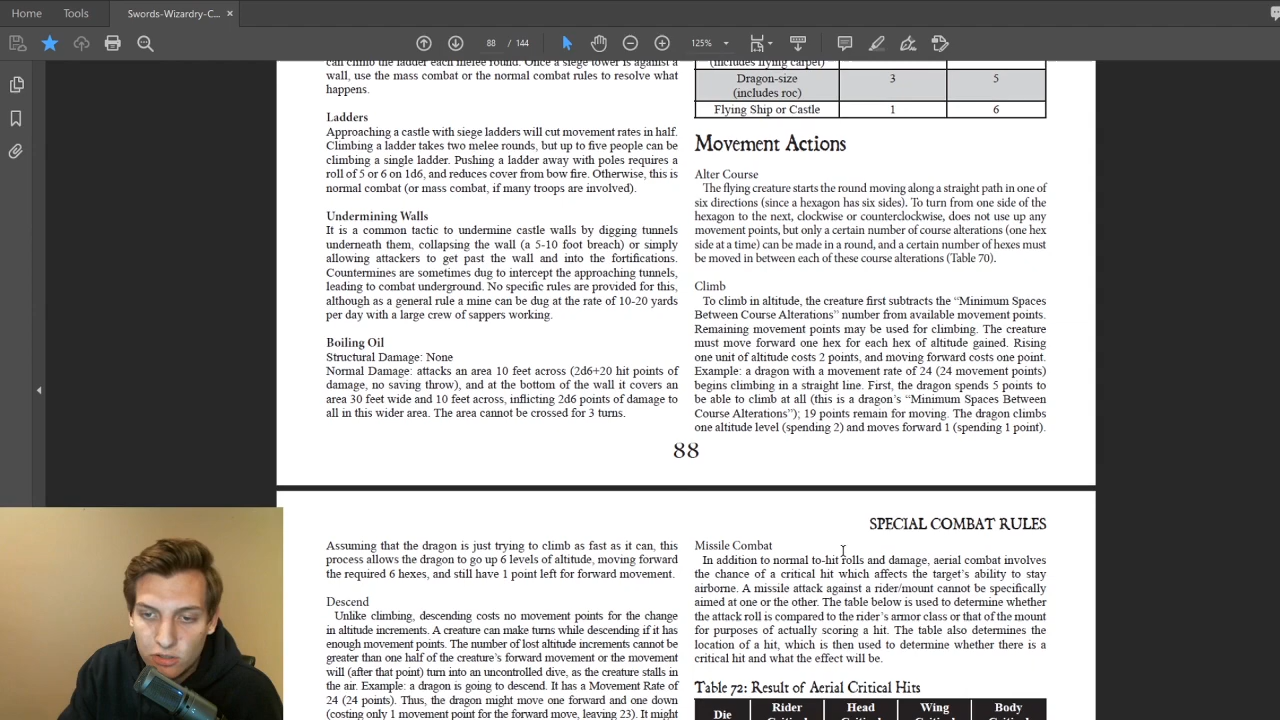 Home
Tools
Swords-Wizardry-C...
×
88 / 144
125%
can climb the ladder each melee round. Once a siege tower is against a
wall, use the mass combat or the normal combat rules to resolve what
happens.
Ladders
Approaching a castle with siege ladders will cut movement rates in half.
Climbing a ladder takes two melee rounds, but up to five people can be
climbing a single ladder. Pushing a ladder away with poles requires a
roll of 5 or 6 on 1d6, and reduces cover from bow fire. Otherwise, this is
normal combat (or mass combat, if many troops are involved).
Undermining Walls
It is a common tactic to undermine castle walls by digging tunnels
underneath them, collapsing the wall (a 5-10 foot breach) or simply
allowing attackers to get past the wall and into the fortifications.
Countermines are sometimes dug to intercept the approaching tunnels,
leading to combat underground. No specific rules are provided for this,
although as a general rule a mine can be dug at the rate of 10-20 yards
per day with a large crew of sappers working.
Boiling Oil
Structural Damage: None
Normal Damage: attacks an area 10 feet across (2d6+20 hit points of
damage, no saving throw), and at the bottom of the wall it covers an
area 30 feet wide and 10 feet across, inflicting 2d6 points of damage to
all in this wider area. The area cannot be crossed for 3 turns.
(includes flying carpet)
Dragon-size
(includes roc) 3 5
Flying Ship or Castle 1 6
Movement Actions
Alter Course
The flying creature starts the round moving along a straight path in one of
six directions (since a hexagon has six sides). To turn from one side of the
hexagon to the next, clockwise or counterclockwise, does not use up any
movement points, but only a certain number of course alterations (one hex
side at a time) can be made in a round, and a certain number of hexes must
be moved in between each of these course alterations (Table 70).
Climb
To climb in altitude, the creature first subtracts the “Minimum Spaces
Between Course Alterations” number from available movement points.
Remaining movement points may be used for climbing. The creature
must move forward one hex for each hex of altitude gained. Rising
one unit of altitude costs 2 points, and moving forward costs one point.
Example: a dragon with a movement rate of 24 (24 movement points)
begins climbing in a straight line. First, the dragon spends 5 points to
be able to climb at all (this is a dragon’s “Minimum Spaces Between
Course Alterations”); 19 points remain for moving. The dragon climbs
one altitude level (spending 2) and moves forward 1 (spending 1 point).
88
SPECIAL COMBAT RULES
Assuming that the dragon is just trying to climb as fast as it can, this
process allows the dragon to go up 6 levels of altitude, moving forward
the required 6 hexes, and still have 1 point left for forward movement.
Descend
Unlike climbing, descending costs no movement points for the change
in altitude increments. A creature can make turns while descending if it has
enough movement points. The number of lost altitude increments cannot be
greater than one half of the creature’s forward movement or the movement
will (after that point) turn into an uncontrolled dive, as the creature stalls in
the air. Example: a dragon is going to descend. It has a Movement Rate of
24 (24 points). Thus, the dragon might move one forward and one down
(costing only 1 movement point for the forward move, leaving 23). It might
Missile Combat
In addition to normal to-hit rolls and damage, aerial combat involves
the chance of a critical hit which affects the target’s ability to stay
airborne. A missile attack against a rider/mount cannot be specifically
aimed at one or the other. The table below is used to determine whether
the attack roll is compared to the rider’s armor class or that of the mount
for purposes of actually scoring a hit. The table also determines the
location of a hit, which is then used to determine whether there is a
critical hit and what the effect will be.
Table 72: Result of Aerial Critical Hits
Die Rider Head Wing Body